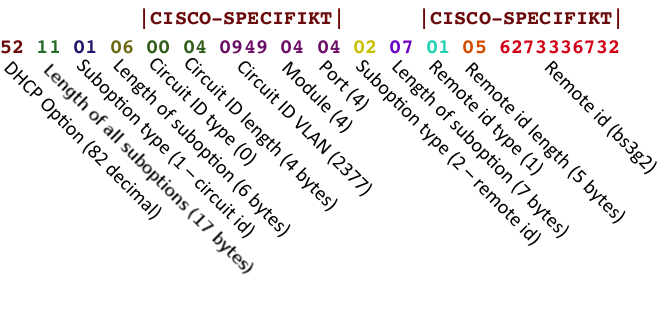 |CISCO-SPECIFIKT| |CISCO-SPECIFIKT|
52 11 01 06 00 04 0949 04 04 02 07 01 05 6273336732
DHCP Option (82 decimal)
Length of all suboptions (17 bytes)
Suboption type (1 – circuit id)
Length of suboption (6 bytes)
Circuit ID type (0)
Circuit ID length (4 bytes)
Circuit ID VLAN (2377)
Module (4)
Port (4)
Suboption type (2 – remote id)
Length of suboption (7 bytes)
Remote id type (1)
Remote id length (5 bytes)
Remote id (bs3g2)